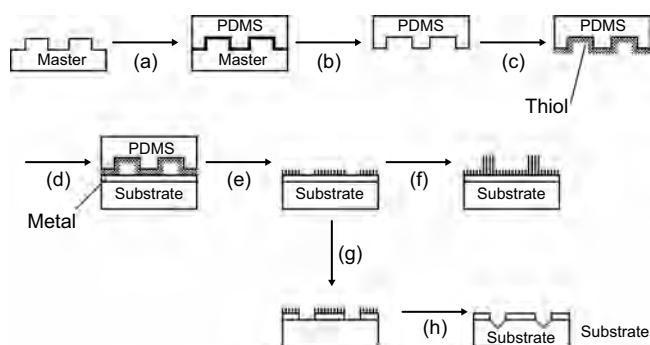 PDMS
PDMS
Master
(a)
Master
(b)
(c)
Thiol
PDMS
(d)
Substrate
Metal
(e)
Substrate
(f)
Substrate
(g)
(h)
Substrate
Substrate
PDMS